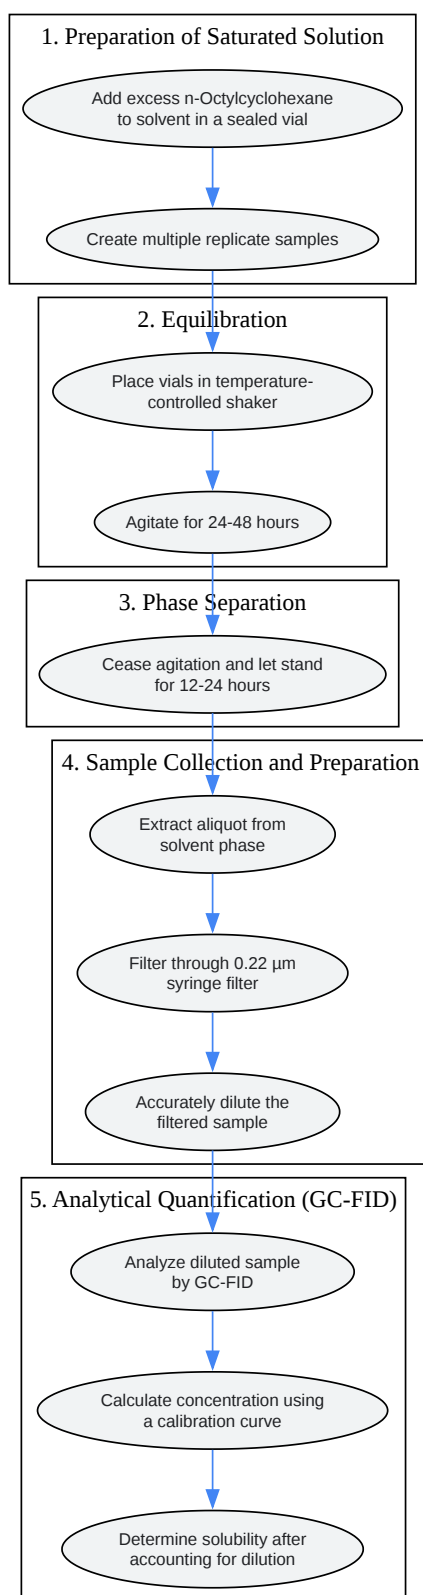 1. Preparation of Saturated Solution
Add excess n-Octylcyclohexane
to solvent in a sealed vial
Create multiple replicate samples
2. Equilibration
Place vials in temperature-
controlled shaker
Agitate for 24-48 hours
3. Phase Separation
Cease agitation and let stand
for 12-24 hours
4. Sample Collection and Preparation
Extract aliquot from
solvent phase
Filter through 0.22 µm
syringe filter
Accurately dilute the
filtered sample
5. Analytical Quantification (GC-FID)
Analyze diluted sample
by GC-FID
Calculate concentration using
a calibration curve
Determine solubility after
accounting for dilution